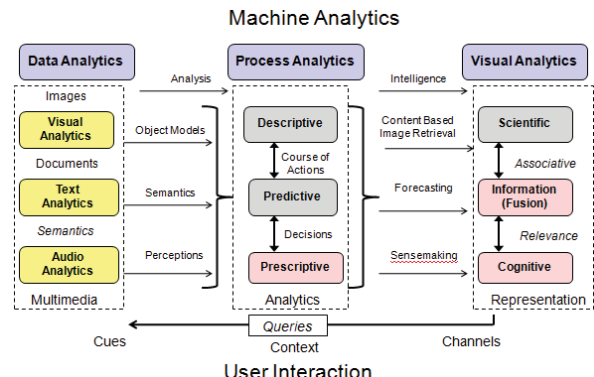 Machine Analytics
Data Analytics
Process Analytics
Visual Analytics
Analysis
Intelligence
Images
Visual
Analytics
Documents
Text
Analytics
Semantics
Audio
Analytics
Multimedia
Object Models
Semantics
Perceptions
Descriptive
Course of
Actions
Predictive
Decisions
Prescriptive
Analytics
Content Based
Image Retrieval
Forecasting
Sensemaking
Scientific
Associative
Information
(Fusion)
Relevance
Cognitive
Representation
Queries
Cues
Context
Channels
User Interaction